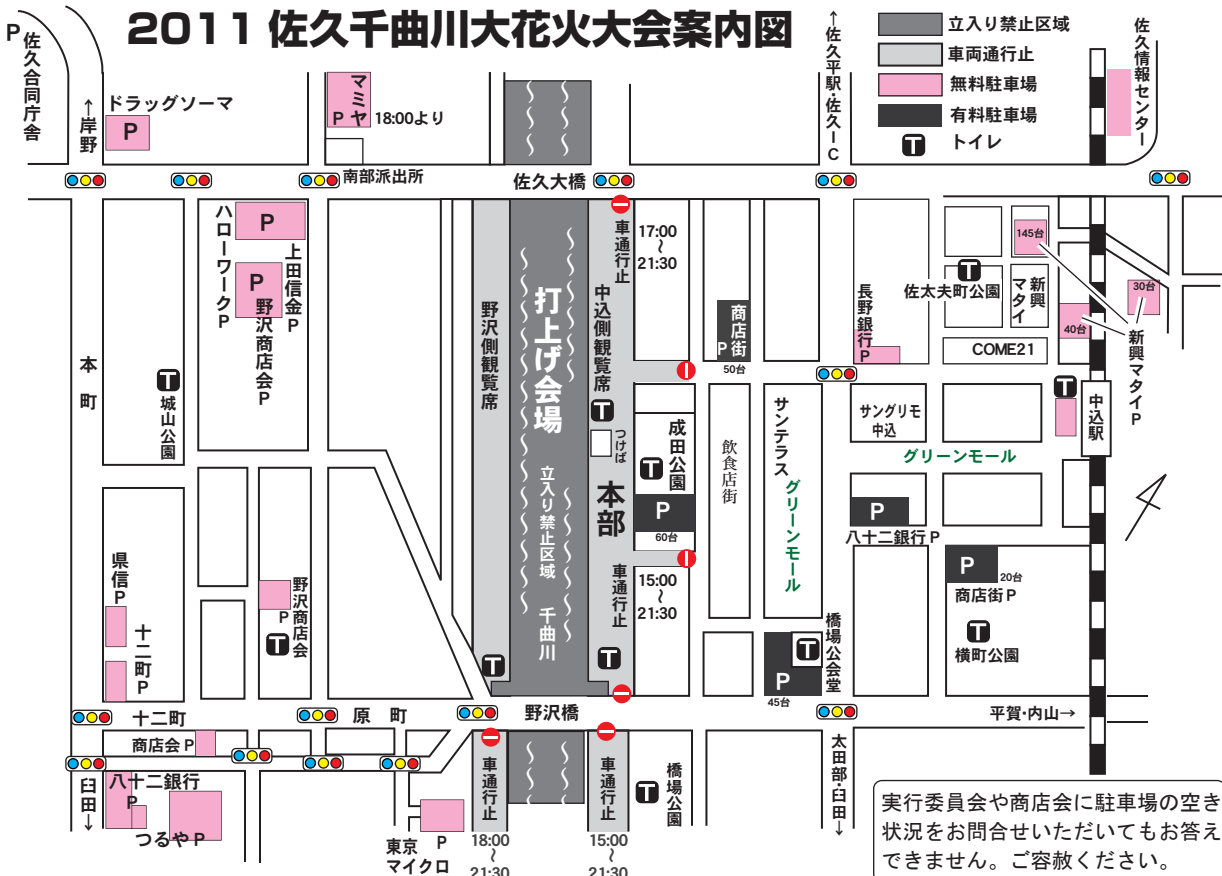 2011 佐久千曲川大花火大会案内図
P
佐久合同庁舎
←岸野
ドラッグソーマ
P
マミヤ
P
18:00より
↑佐久平駅・佐久IC
立入り禁止区域
車両通行止
無料駐車場
有料駐車場
T トイレ
佐久情報センター
南部派出所
佐久大橋
ハローワークP
P
上田信金P
P
野沢商店会P
本町
T
城山公園
野沢側観覧席
打上げ会場
立入り禁止区域
千曲川
車通行止
17:00
〜
21:30
中込側観覧席
T
つけば
本部
成田公園
T
P
60台
車通行止
15:00
〜
21:30
T
T
商店街
P
50台
飲食店街
サンテラス
グリーンモール
長野銀行P
佐太夫町公園
T
145台
新興マタイ
30台
40台
新興マタイP
COME21
T
中込駅
サングリモ
中込
グリーンモール
P
八十二銀行P
P
20台
商店街P
T
横町公園
橋場公会堂
T
P
45台
県信P
十二町P
野沢商店会
P
T
十二町
原町
野沢橋
平賀・内山→
商店会P
臼田↓
八十二銀行
P
つるやP
東京
マイクロ
P
車通行止
18:00
〜
21:30
車通行止
15:00
〜
21:30
T
橋場公園
太田部・臼田↓
実行委員会や商店会に駐車場の空き
状況をお問合せいただいてもお答え
できません。ご容赦ください。